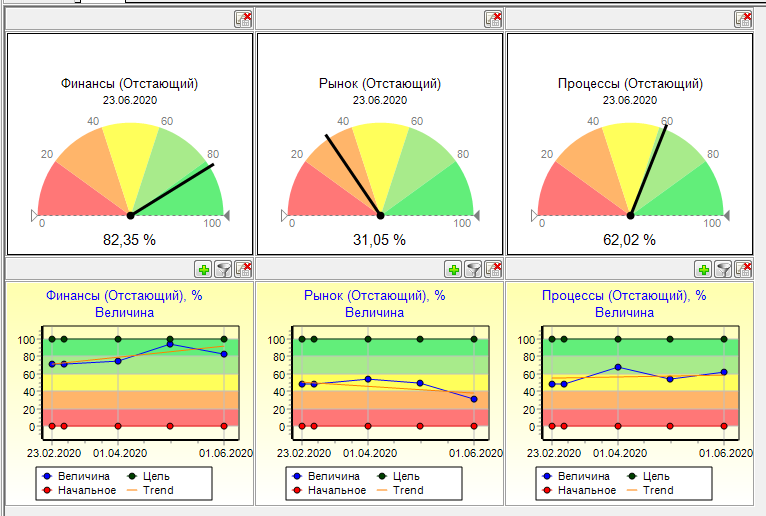 Финансы (Отстающий)
23.06.2020
0
20
40
60
80
100
82,35 %
Рынок (Отстающий)
23.06.2020
0
20
40
60
80
100
31,05 %
Процессы (Отстающий)
23.06.2020
0
20
40
60
80
100
62,02 %
Финансы (Отстающий), %
Величина
100
80
60
40
20
0
23.02.2020 01.04.2020 01.06.2020
Величина Цель
Начальное Trend
Рынок (Отстающий), %
Величина
100
80
60
40
20
0
23.02.2020 01.04.2020 01.06.2020
Величина Цель
Начальное Trend
Процессы (Отстающий), %
Величина
100
80
60
40
20
0
23.02.2020 01.04.2020 01.06.2020
Величина Цель
Начальное Trend